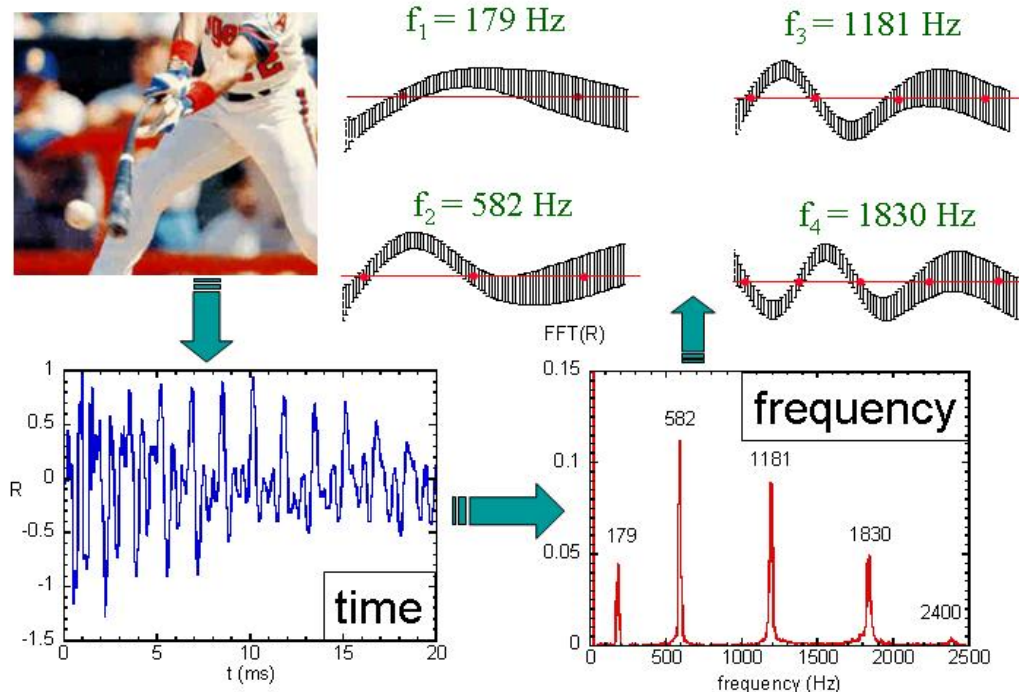 f₁ = 179 Hz
f₃ = 1181 Hz
f₂ = 582 Hz
f₄ = 1830 Hz
1
0.5
0
-0.5
-1
-1.5
R
time
0 5 10 15 20
t (ms)
FFT(R)
0.15
0.1
0.05
0
frequency
179
582
1181
1830
2400
0 500 1000 1500 2000 2500
frequency (Hz)